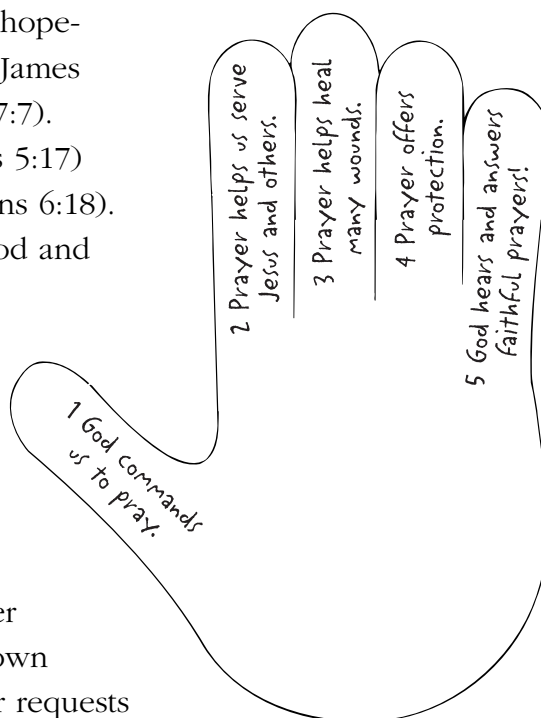 hope-
James
7:7).
s 5:17)
ns 6:18).
od and
1 God commands
us to pray.
2 Prayer helps us serve
Jesus and others.
3 Prayer helps heal
many wounds.
4 Prayer offers
protection.
5 God hears and answers
faithful prayers!
er
own
r requests